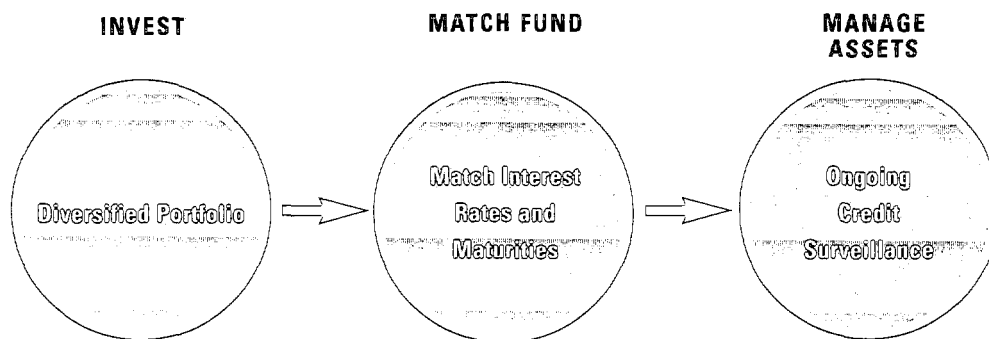 INVEST
Diversified Portfolio
MATCH FUND
Match Interest
Rates and
Maturities
MANAGE
ASSETS
Ongoing
Credit
Surveillance